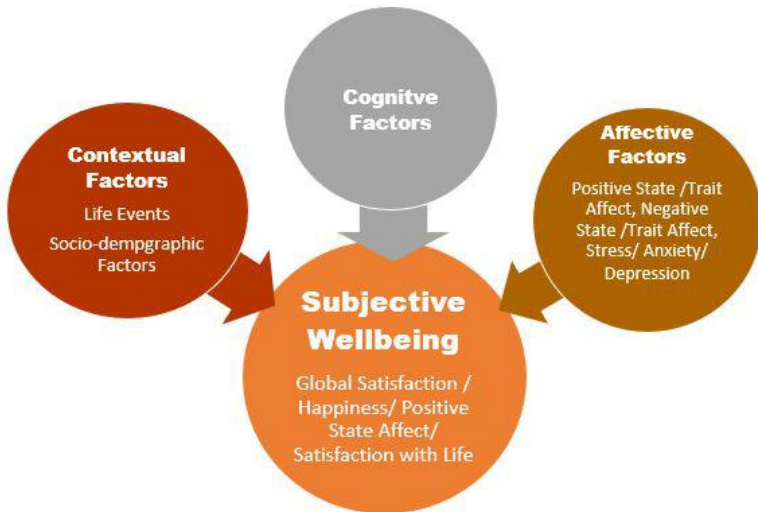 Cognitve
Factors
Contextual
Factors
Life Events
Socio-dempgraphic
Factors
Affective
Factors
Positive State /Trait
Affect, Negative
State /Trait Affect,
Stress/ Anxiety/
Depression
Subjective
Wellbeing
Global Satisfaction /
Happiness/ Positive
State Affect/
Satisfaction with Life